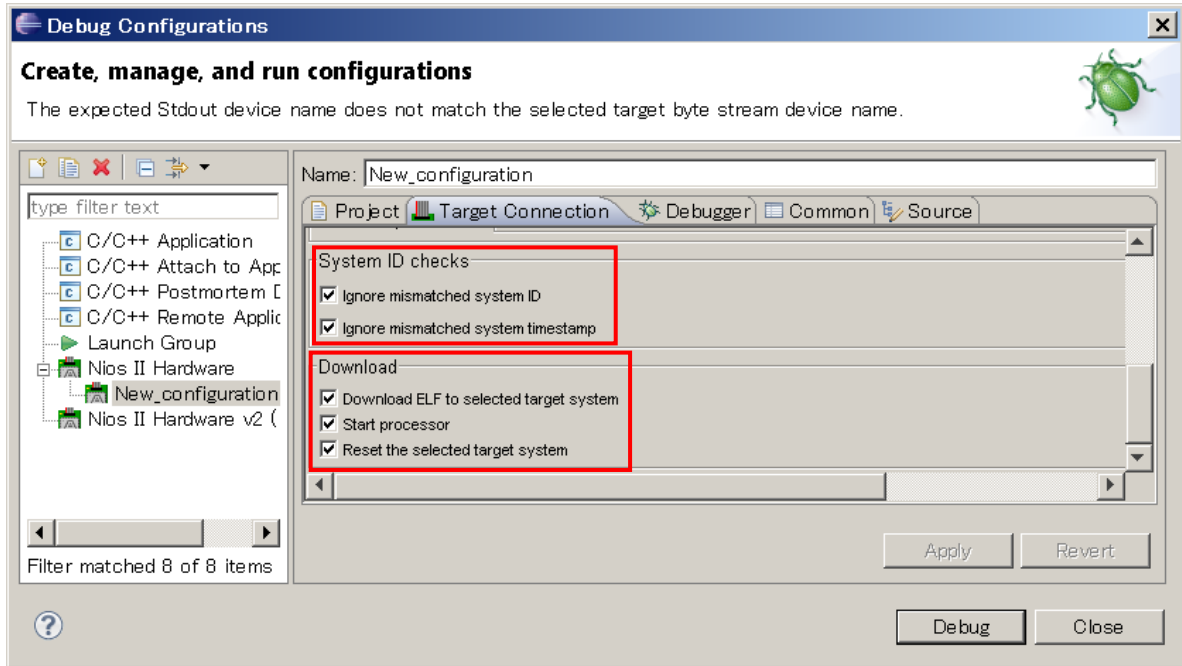 Debug Configurations
Create, manage, and run configurations
The expected Stdout device name does not match the selected target byte stream device name.
type filter text
C/C++ Application
C/C++ Attach to App
C/C++ Postmortem D
C/C++ Remote Applic
Launch Group
Nios II Hardware
New_configuration
Nios II Hardware v2 (
Filter matched 8 of 8 items
Name: New_configuration
Project Target Connection Debugger Common Source
System ID checks
Ignore mismatched system ID
Ignore mismatched system timestamp
Download
Download ELF to selected target system
Start processor
Reset the selected target system
Apply Revert
Debug Close